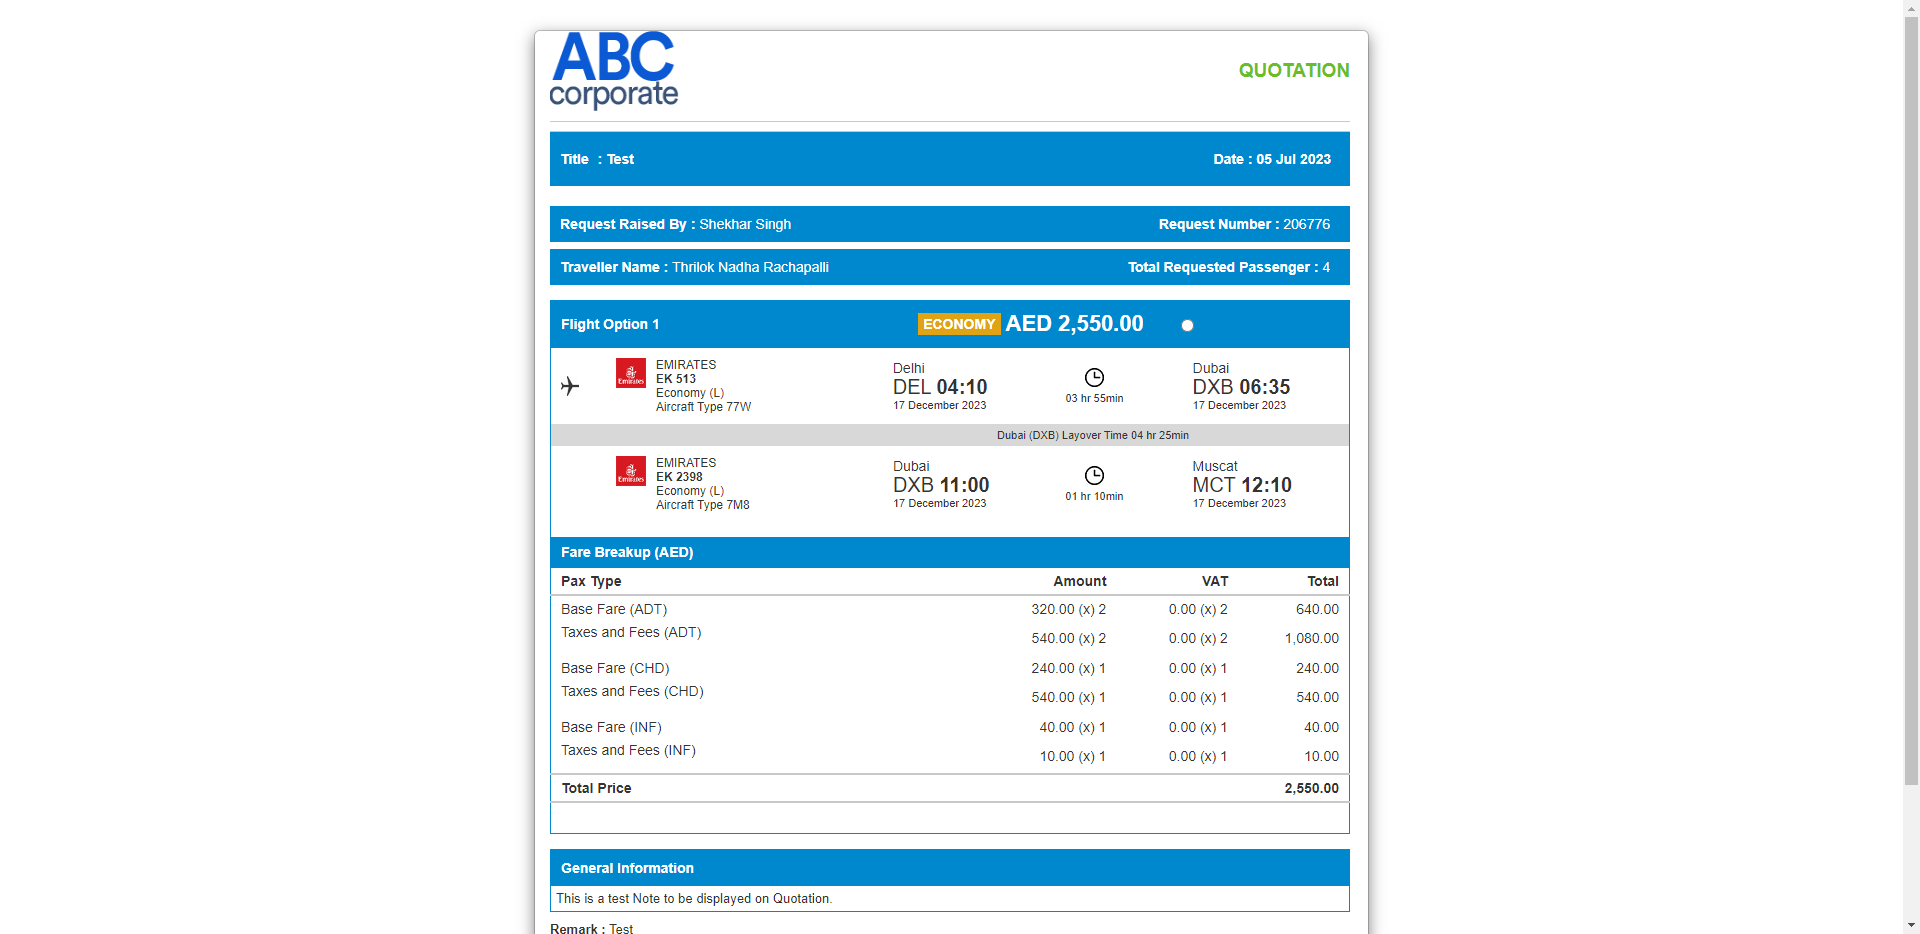 ABC
corporate
QUOTATION
Title : Test
Date : 05 Jul 2023
Request Raised By : Shekhar Singh
Request Number : 206776
Traveller Name : Thrilok Nadha Rachapalli
Total Requested Passenger : 4
Flight Option 1
ECONOMY AED 2,550.00
Emirates
EMIRATES
EK 513
Economy (L)
Aircraft Type 77W
Delhi
DEL 04:10
17 December 2023
03 hr 55min
Dubai
DXB 06:35
17 December 2023
Dubai (DXB) Layover Time 04 hr 25min
Emirates
EMIRATES
EK 2398
Economy (L)
Aircraft Type 7M8
Dubai
DXB 11:00
17 December 2023
01 hr 10min
Muscat
MCT 12:10
17 December 2023
Fare Breakup (AED)
Pax Type Amount VAT Total
Base Fare (ADT) 320.00 (x) 2 0.00 (x) 2 640.00
Taxes and Fees (ADT) 540.00 (x) 2 0.00 (x) 2 1,080.00
Base Fare (CHD) 240.00 (x) 1 0.00 (x) 1 240.00
Taxes and Fees (CHD) 540.00 (x) 1 0.00 (x) 1 540.00
Base Fare (INF) 40.00 (x) 1 0.00 (x) 1 40.00
Taxes and Fees (INF) 10.00 (x) 1 0.00 (x) 1 10.00
Total Price 2,550.00
General Information
This is a test Note to be displayed on Quotation.
Remark : Test